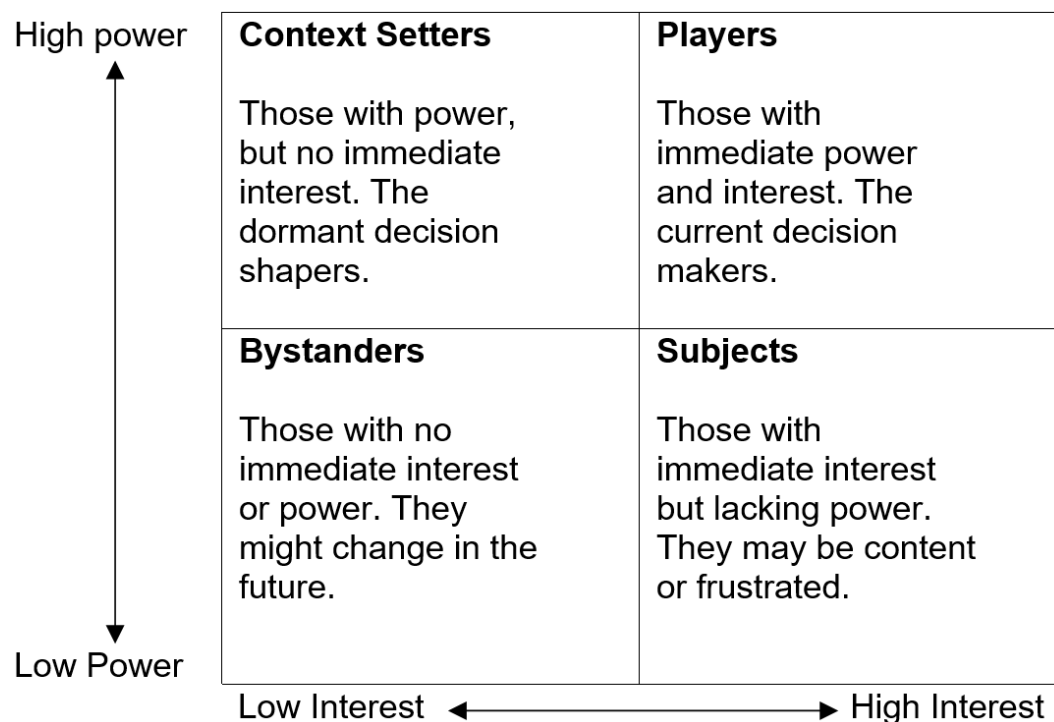 High power
Context Setters
Those with power,
but no immediate
interest. The
dormant decision
shapers.
Players
Those with
immediate power
and interest. The
current decision
makers.
Bystanders
Those with no
immediate interest
or power. They
might change in the
future.
Subjects
Those with
immediate interest
but lacking power.
They may be content
or frustrated.
Low Power
Low Interest
High Interest